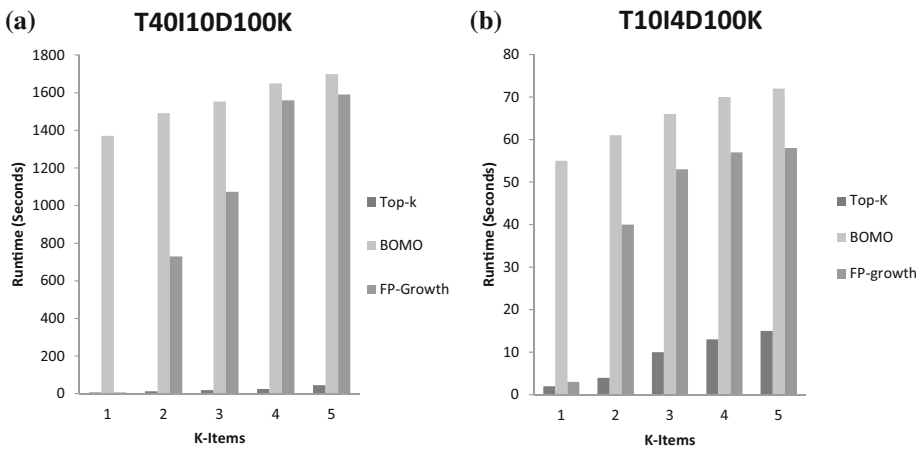 (a)
T40I10D100K
1800
1600
1400
1200
1000
800
600
400
200
0
Runtime (Seconds)
1 2 3 4 5
K-Items
Top-k
BOMO
FP-Growth
(b)
T10I4D100K
80
70
60
50
40
30
20
10
0
Runtime (Seconds)
1 2 3 4 5
K-Items
Top-K
BOMO
FP-growth